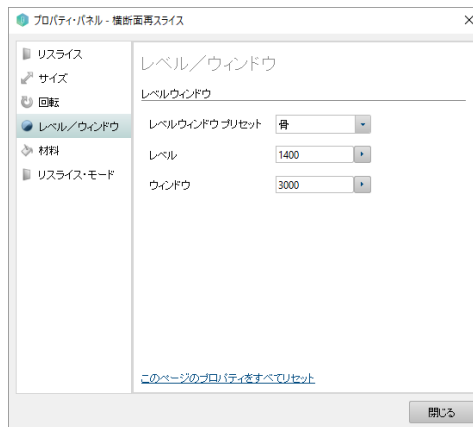 プロパティ・パネル - 横断面再スライス
リスライス
サイズ
回転
レベル／ウィンドウ
材料
リスライス・モード
レベル／ウィンドウ
レベルウィンドウ
レベルウィンドウ プリセット 骨
レベル 1400
ウィンドウ 3000
このページのプロパティをすべてリセット
閉じる